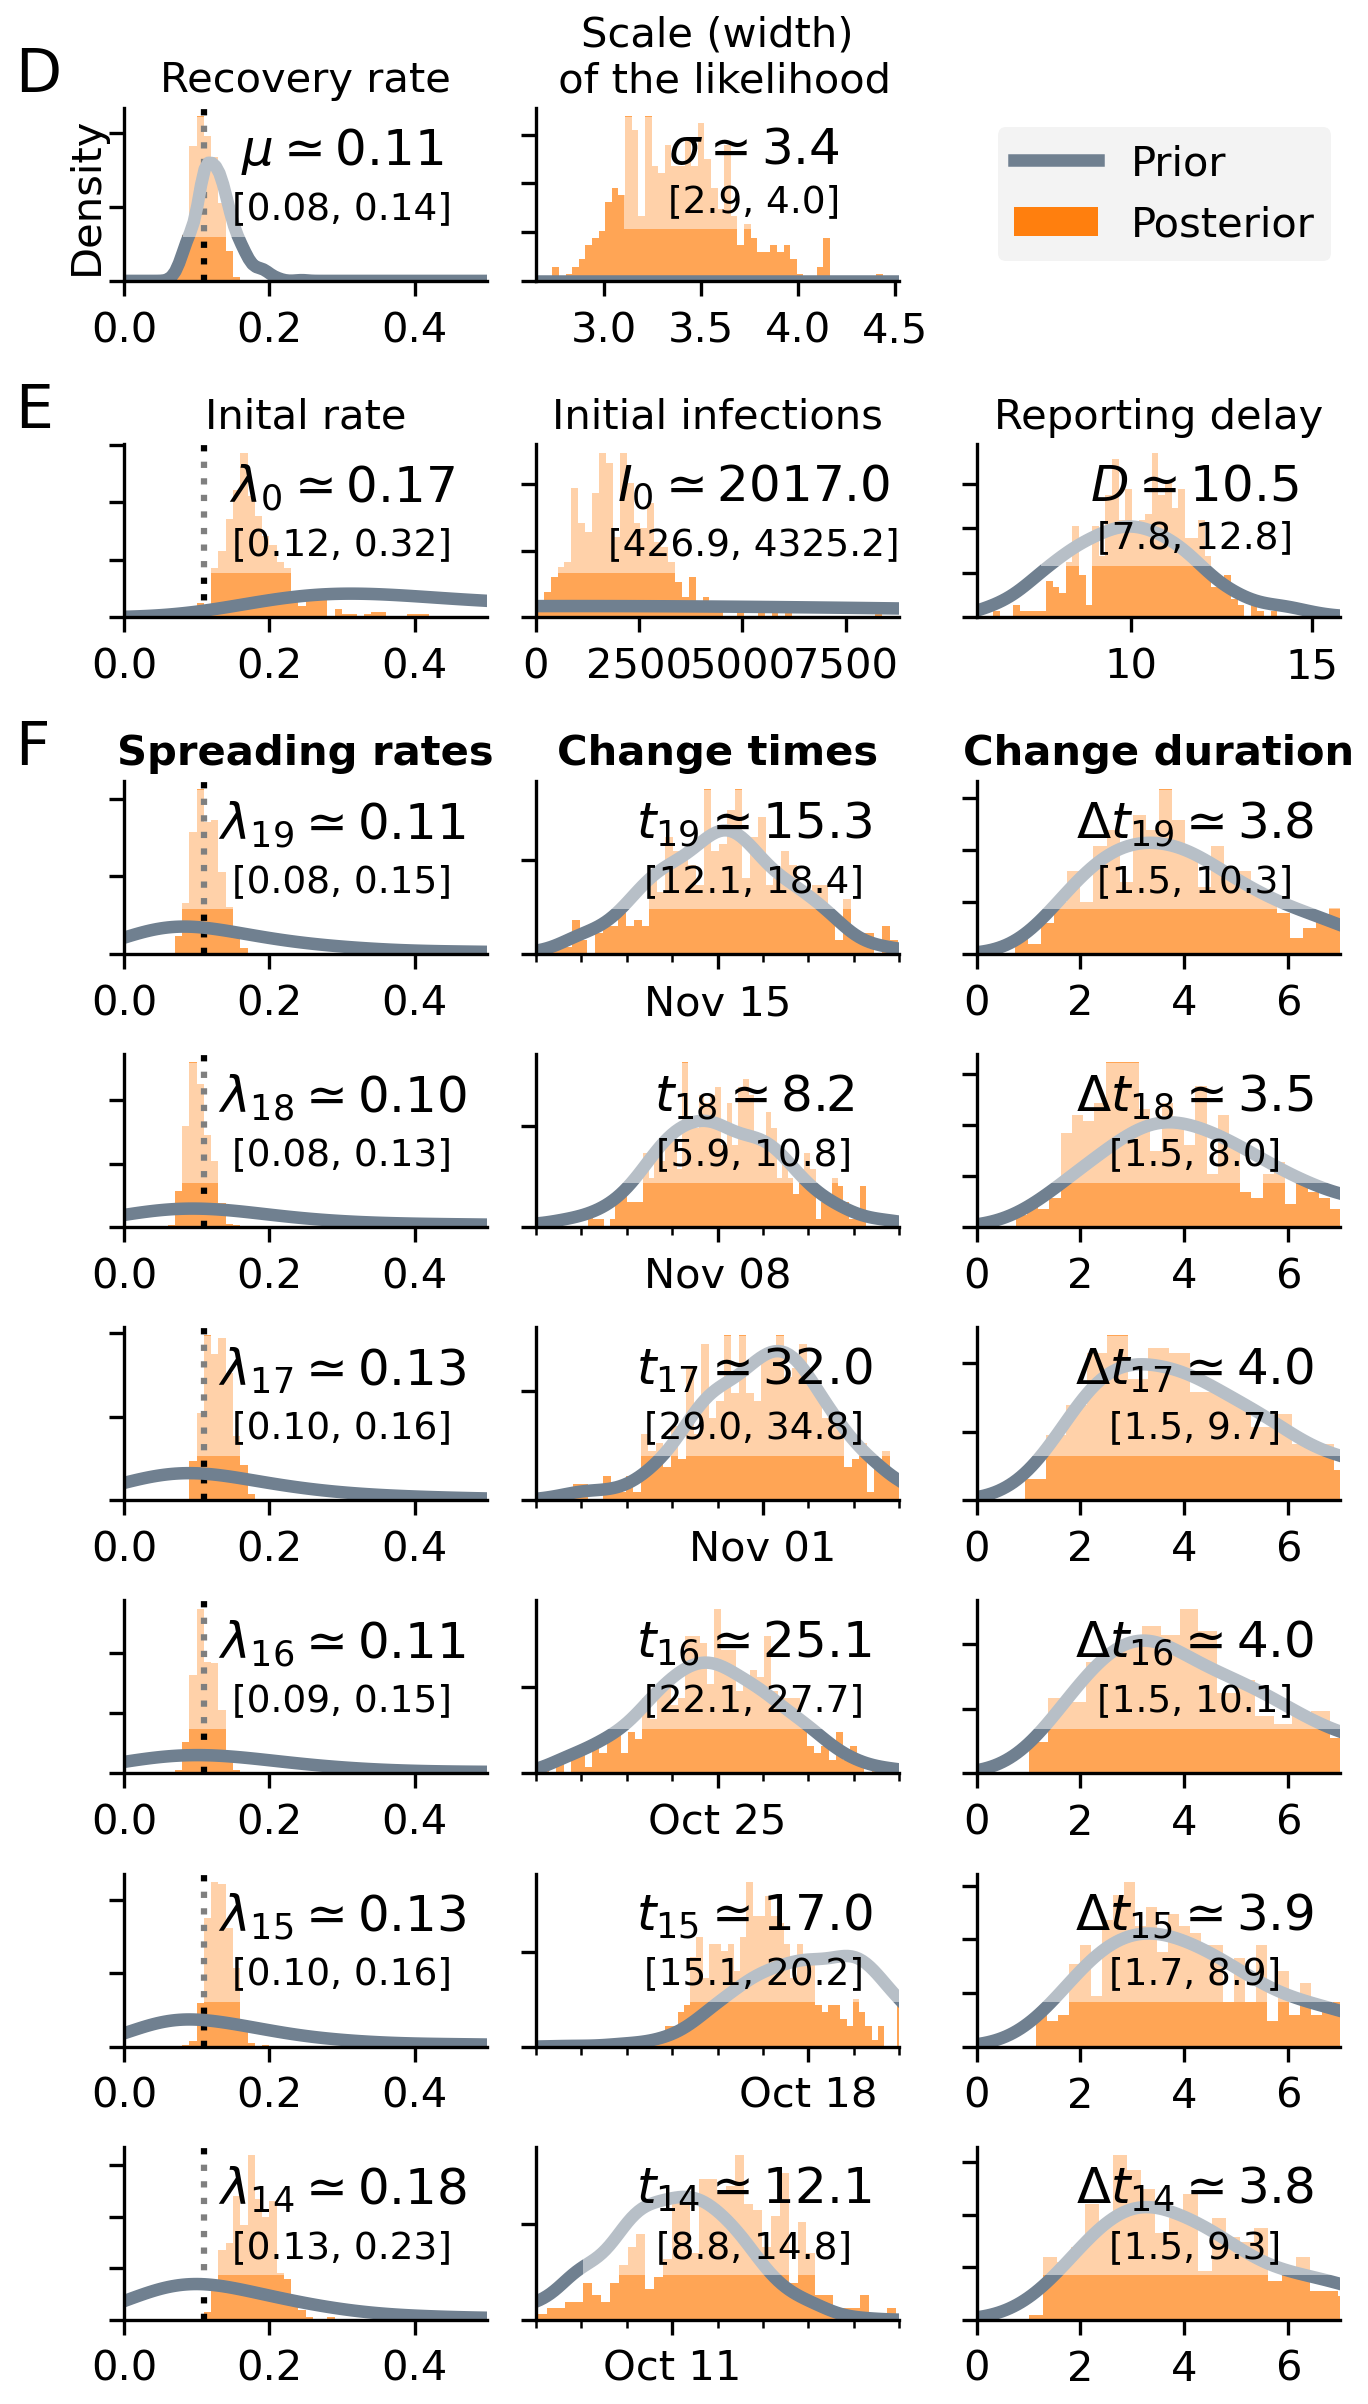 D
Recovery rate
Scale (width)
of the likelihood
Density
μ ≃ 0.11
[0.08, 0.14]
σ ≃ 3.4
[2.9, 4.0]
Prior
Posterior
0.0 0.2 0.4
3.0 3.5 4.0 4.5
E
Inital rate
Initial infections
Reporting delay
λ0 ≃ 0.17
[0.12, 0.32]
I0 ≃ 2017.0
[426.9, 4325.2]
D ≃ 10.5
[7.8, 12.8]
0.0 0.2 0.4
0 2500 5000 7500
10 15
F
Spreading rates
Change times
Change duration
λ19 ≃ 0.11
[0.08, 0.15]
t19 ≃ 15.3
[12.1, 18.4]
Δt19 ≃ 3.8
[1.5, 10.3]
0.0 0.2 0.4
Nov 15
0 2 4 6
λ18 ≃ 0.10
[0.08, 0.13]
t18 ≃ 8.2
[5.9, 10.8]
Δt18 ≃ 3.5
[1.5, 8.0]
0.0 0.2 0.4
Nov 08
0 2 4 6
λ17 ≃ 0.13
[0.10, 0.16]
t17 ≃ 32.0
[29.0, 34.8]
Δt17 ≃ 4.0
[1.5, 9.7]
0.0 0.2 0.4
Nov 01
0 2 4 6
λ16 ≃ 0.11
[0.09, 0.15]
t16 ≃ 25.1
[22.1, 27.7]
Δt16 ≃ 4.0
[1.5, 10.1]
0.0 0.2 0.4
Oct 25
0 2 4 6
λ15 ≃ 0.13
[0.10, 0.16]
t15 ≃ 17.0
[15.1, 20.2]
Δt15 ≃ 3.9
[1.7, 8.9]
0.0 0.2 0.4
Oct 18
0 2 4 6
λ14 ≃ 0.18
[0.13, 0.23]
t14 ≃ 12.1
[8.8, 14.8]
Δt14 ≃ 3.8
[1.5, 9.3]
0.0 0.2 0.4
Oct 11
0 2 4 6